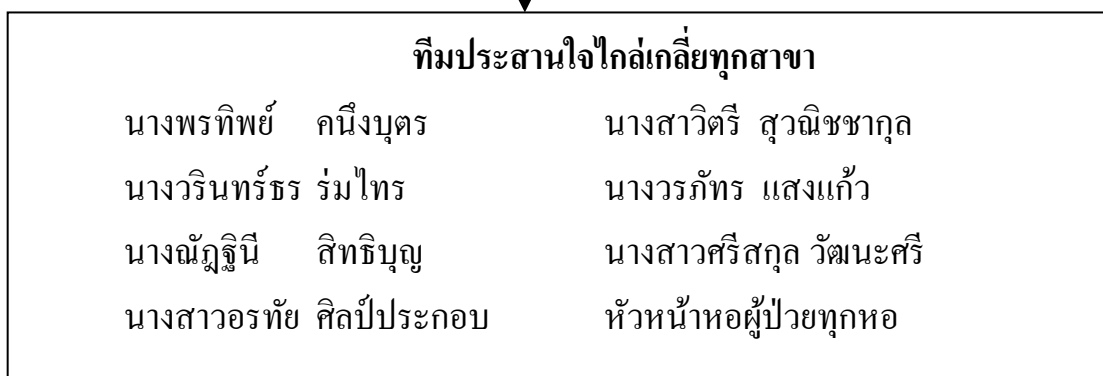 ทีมประสานใจไกล่เกลี่ยทุกสาขา
นางพรทิพย์ คนึงบุตร นางสาวิตรี สุวณิชชากุล
นางวรินทร์ธร ร่มไทร นางวรภัทร แสงแก้ว
นางณัฎฐินี สิทธิบุญ นางสาวศรีสกุล วัฒนะศรี
นางสาวอรทัย ศิลป์ประกอบ หัวหน้าหอผู้ป่วยทุกหอ